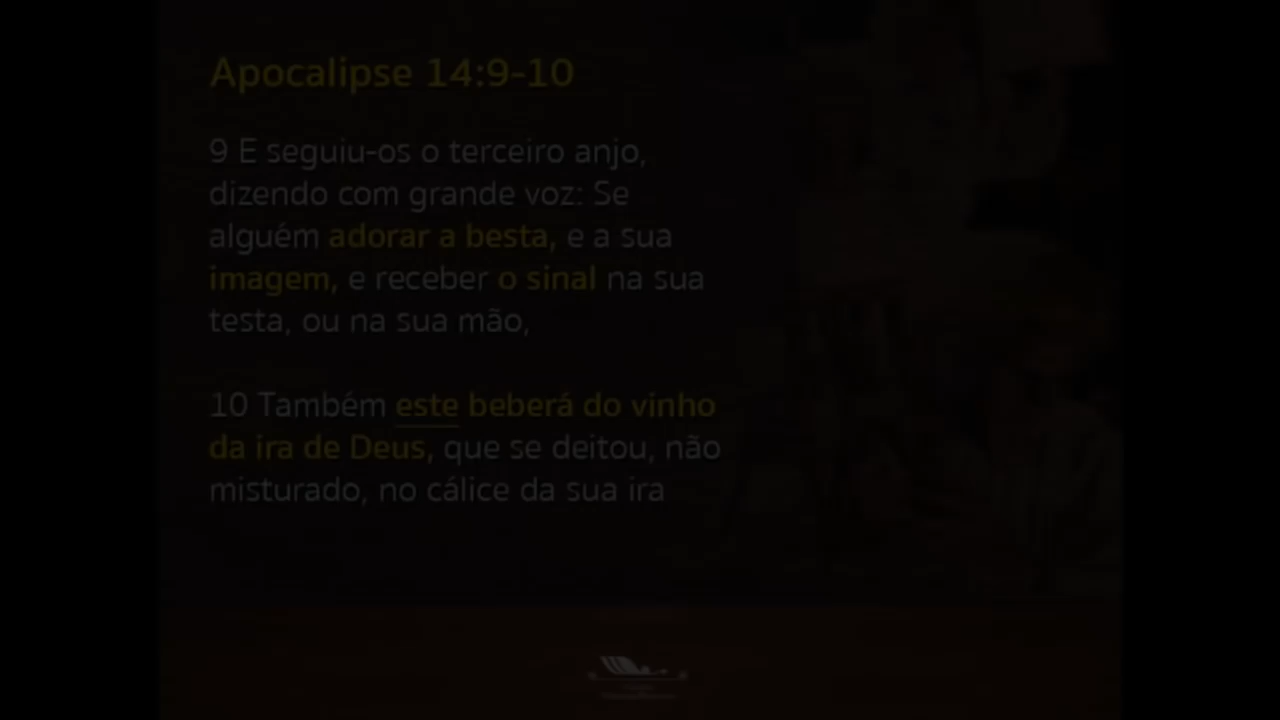 Apocalipse 14:9-10
9 E seguiu-os o terceiro anjo,
dizendo com grande voz: Se
alguém adorar a besta, e a sua
imagem, e receber o sinal na sua
testa, ou na sua mão,
10 Também este beberá do vinho
da ira de Deus, que se deitou, não
misturado, no cálice da sua ira